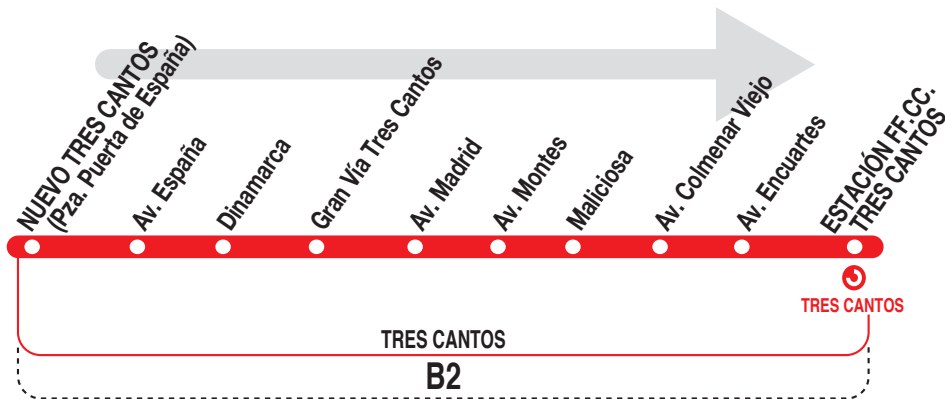 NUEVO TRES CANTOS
(Pza. Puerta de España)
Av. España
Dinamarca
Gran Vía Tres Cantos
Av. Madrid
Av. Montes
Maliciosa
Av. Colmenar Viejo
Av. Encuartes
ESTACIÓN FF.CC.
TRES CANTOS
TRES CANTOS
TRES CANTOS
B2